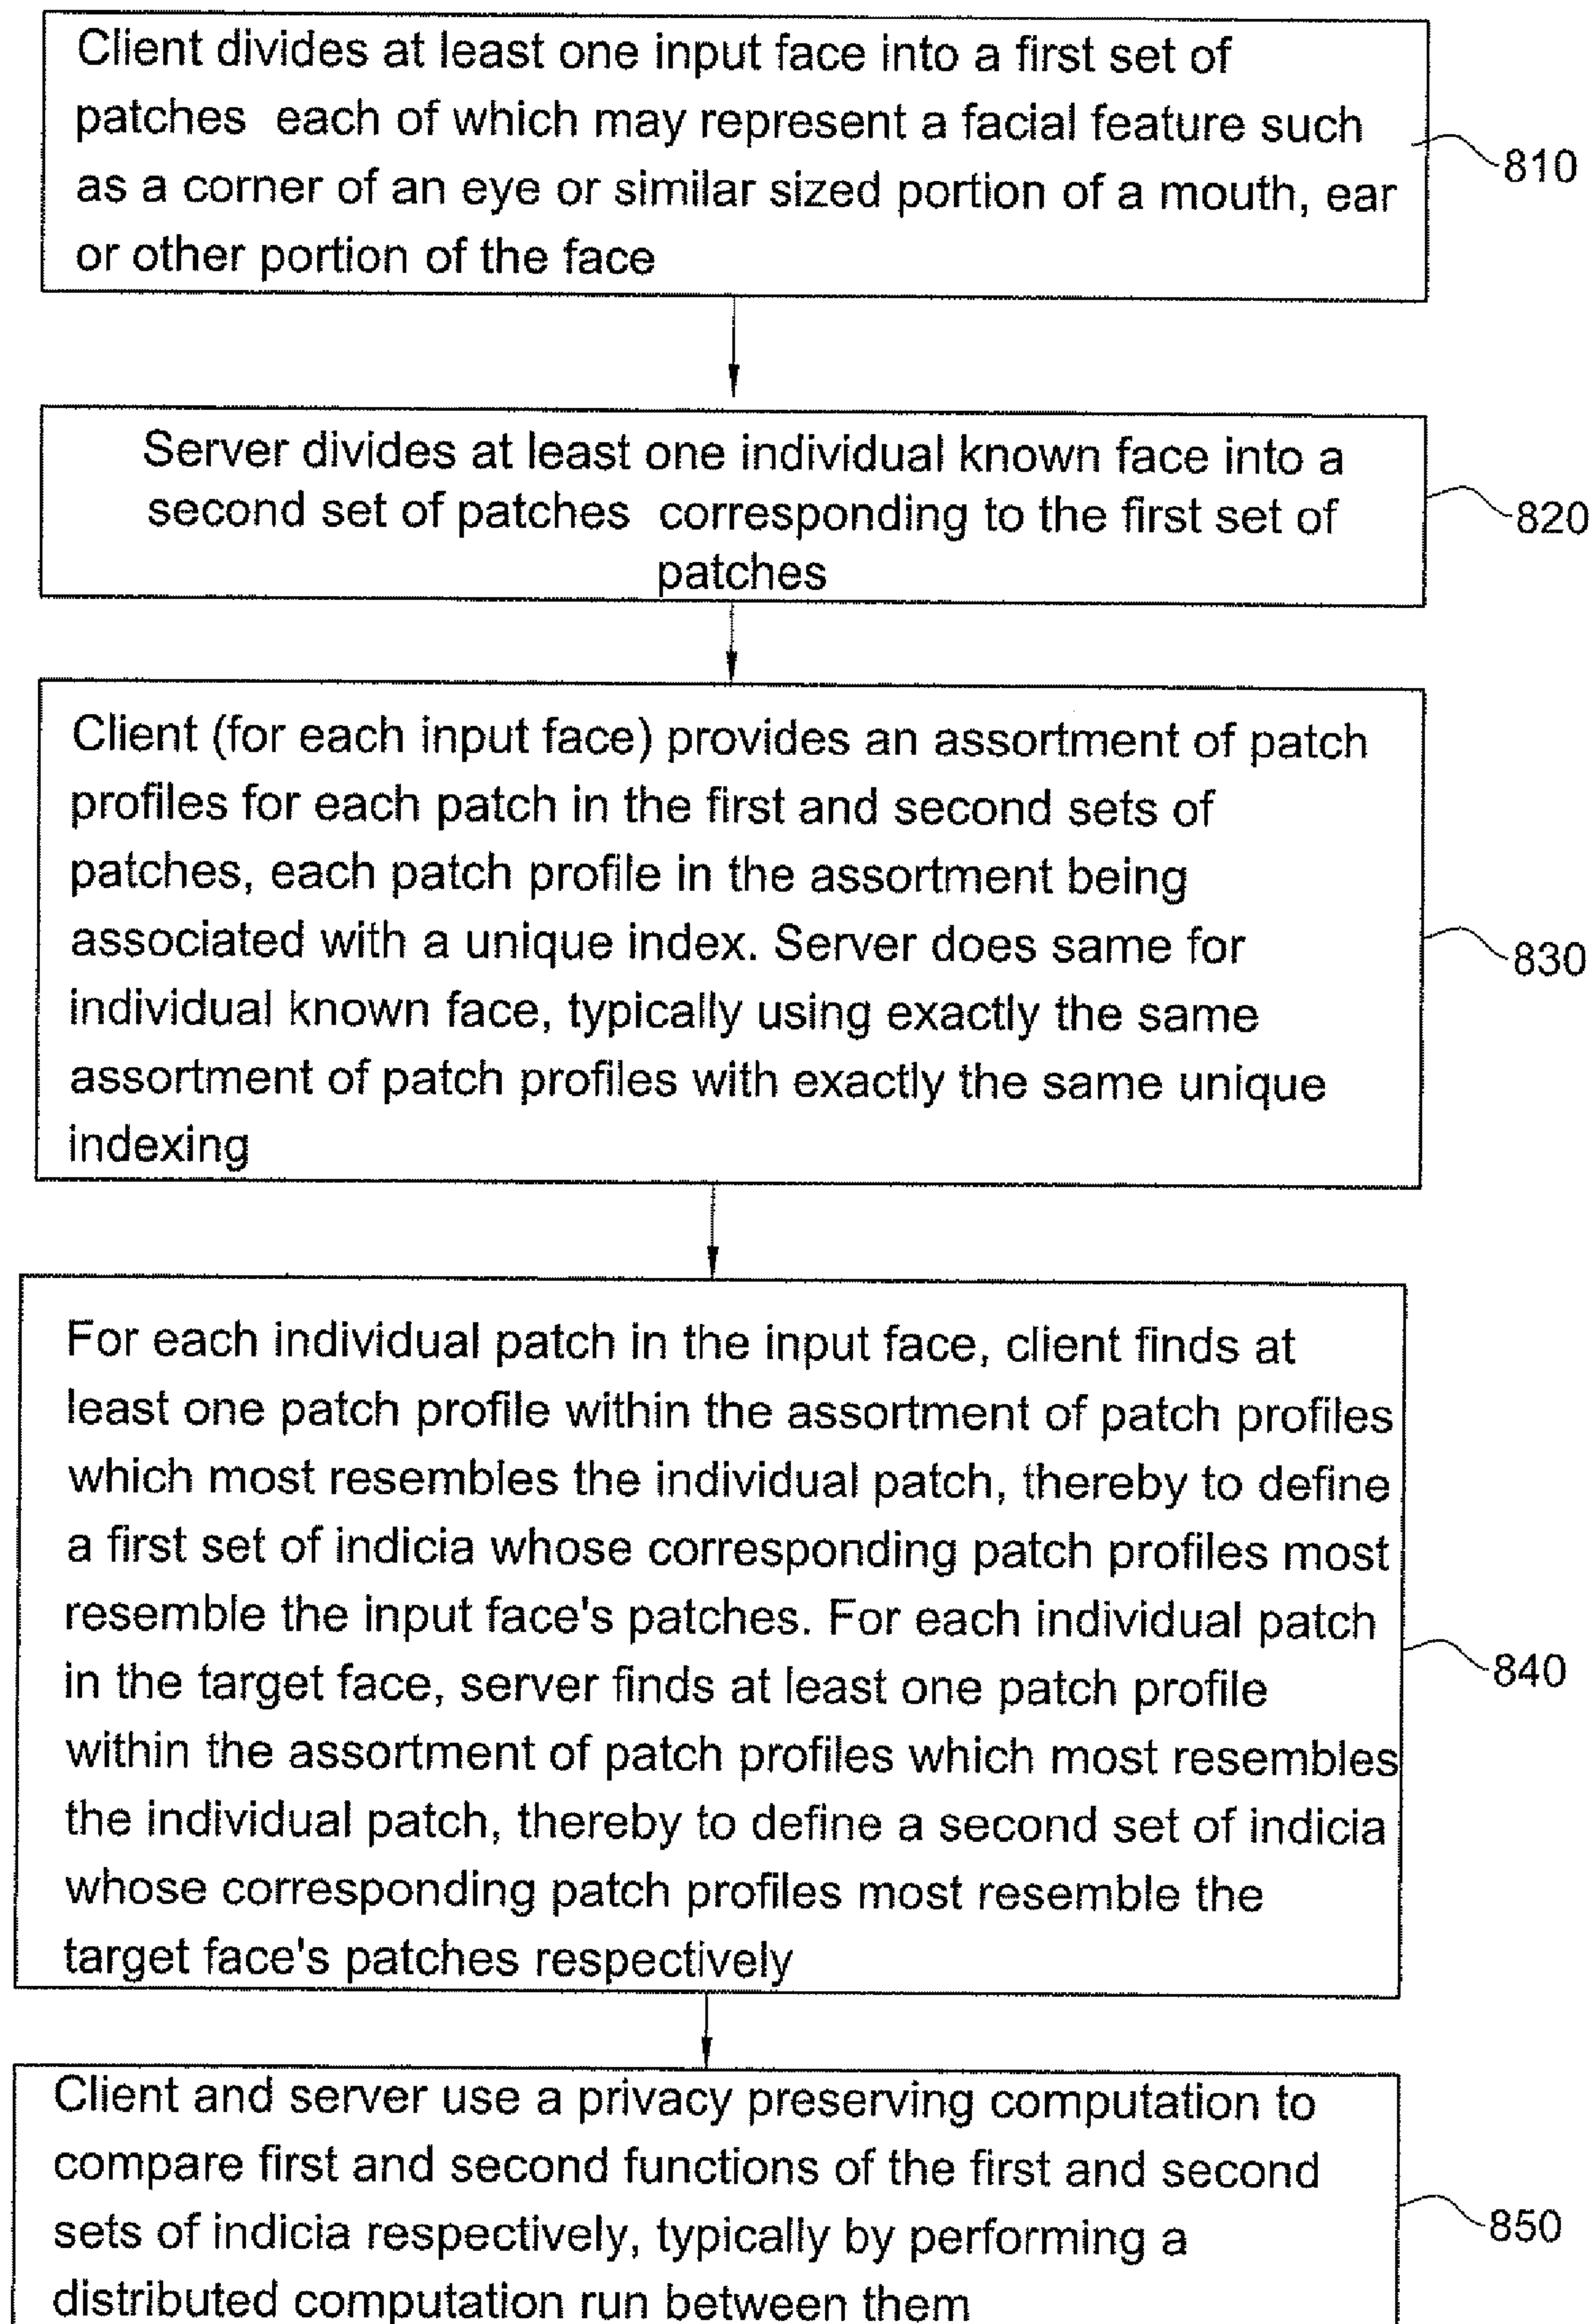 Client divides at least one input face into a first set of
patches each of which may represent a facial feature such
as a corner of an eye or similar sized portion of a mouth, ear
or other portion of the face
810
Server divides at least one individual known face into a
second set of patches corresponding to the first set of
patches
820
Client (for each input face) provides an assortment of patch
profiles for each patch in the first and second sets of
patches, each patch profile in the assortment being
associated with a unique index. Server does same for
individual known face, typically using exactly the same
assortment of patch profiles with exactly the same unique
indexing
830
For each individual patch in the input face, client finds at
least one patch profile within the assortment of patch profiles
which most resembles the individual patch, thereby to define
a first set of indicia whose corresponding patch profiles most
resemble the input face's patches. For each individual patch
in the target face, server finds at least one patch profile
within the assortment of patch profiles which most resembles
the individual patch, thereby to define a second set of indicia
whose corresponding patch profiles most resemble the
target face's patches respectively
840
Client and server use a privacy preserving computation to
compare first and second functions of the first and second
sets of indicia respectively, typically by performing a
distributed computation run between them
850